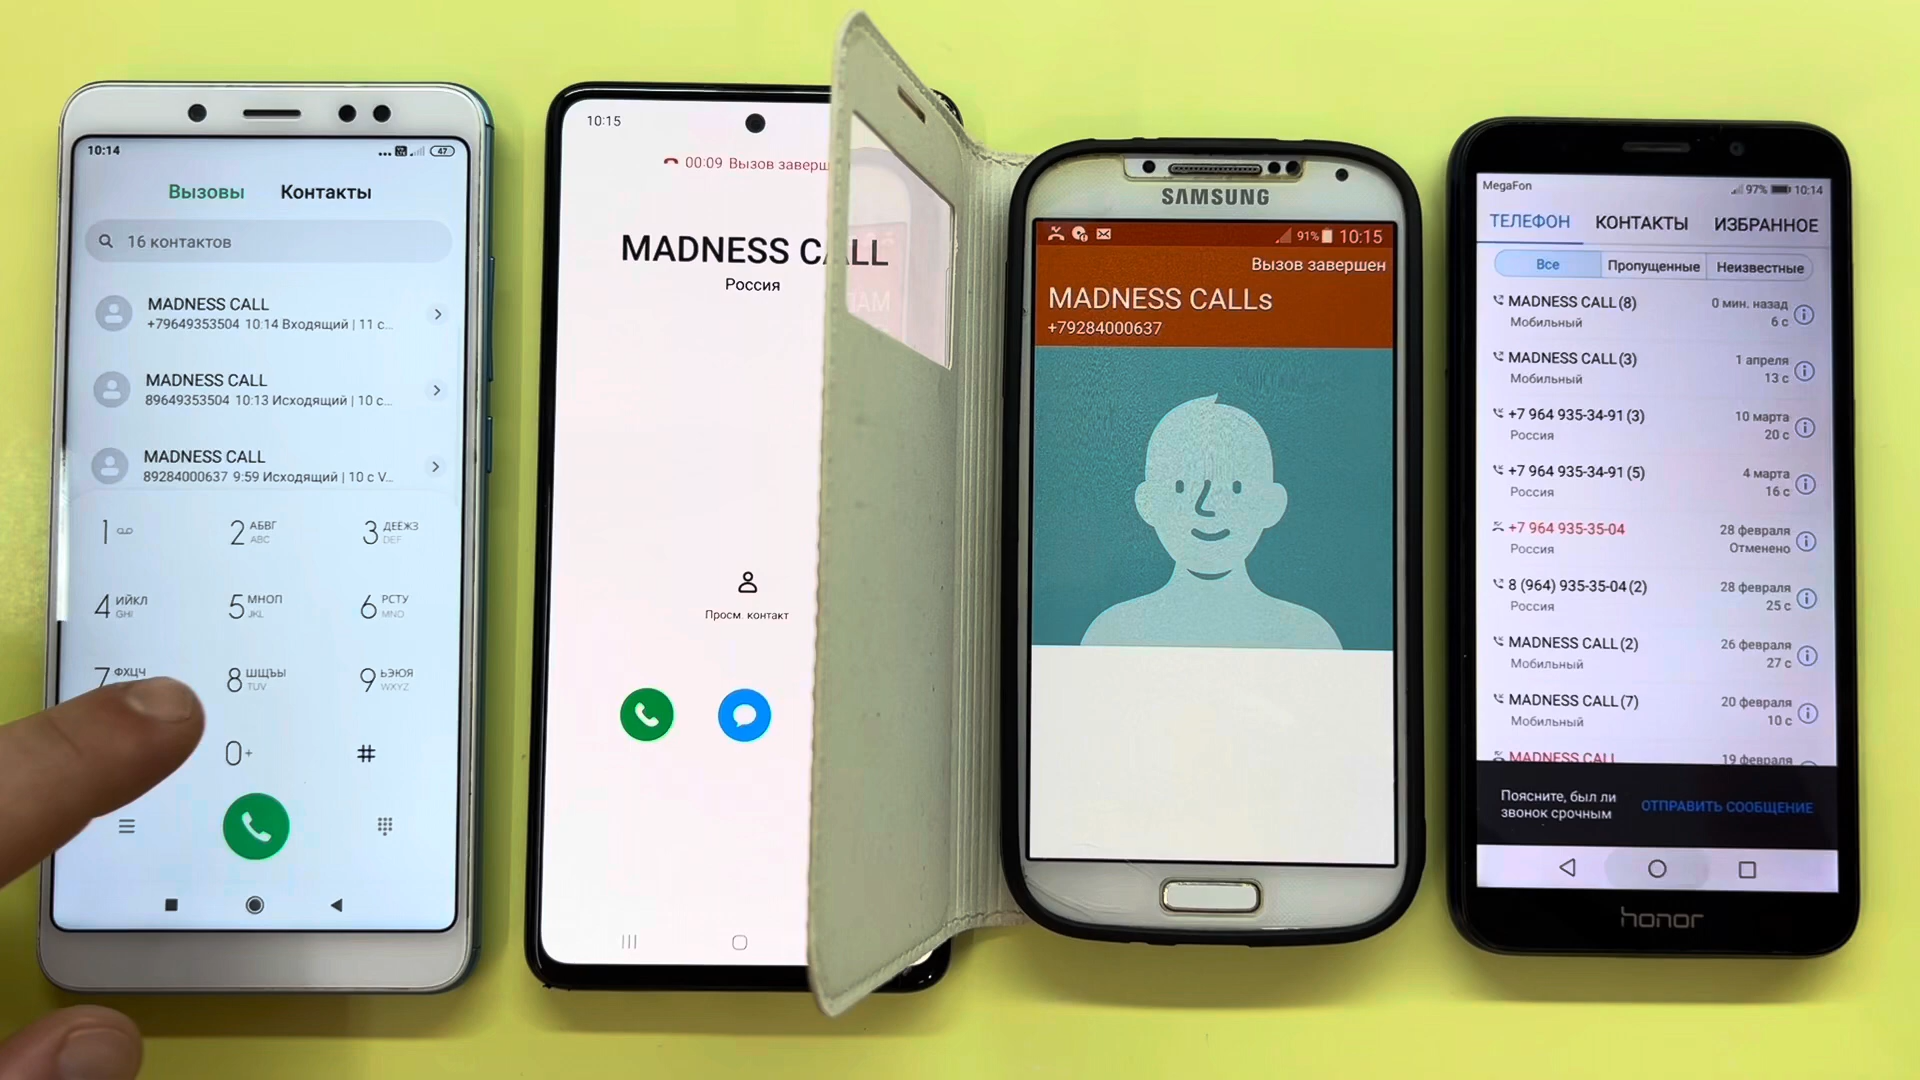 10:14
47
Вызовы Контакты
16 контактов
MADNESS CALL
+79649353504 10:14 Входящий | 11 с...
MADNESS CALL
89649353504 10:13 Исходящий | 10 с...
MADNESS CALL
89284000637 9:59 Исходящий | 10 с V...
1 2 АБВГ ABC 3 ДЕЁЖЗ DEF
4 ИЙКЛ GHI 5 МНОП JKL 6 РСТУ MNO
7 ФХЦЧ 8 ШЩЪЫ TUV 9 ЬЭЮЯ WXYZ
0+ #
10:15
00:09 Вызов заверш
MADNESS CALL
Россия
Просм. контакт
SAMSUNG
91% 10:15
Вызов завершен
MADNESS CALLs
+79284000637
MegaFon 97% 10:14
ТЕЛЕФОН КОНТАКТЫ ИЗБРАННОЕ
Все Пропущенные Неизвестные
MADNESS CALL (8) 0 мин. назад
Мобильный 6 с
MADNESS CALL (3) 1 апреля
Мобильный 13 с
+7 964 935-34-91 (3) 10 марта
Россия 20 с
+7 964 935-34-91 (5) 4 марта
Россия 16 с
+7 964 935-35-04 28 февраля
Россия Отменено
8 (964) 935-35-04 (2) 28 февраля
Россия 25 с
MADNESS CALL (2) 26 февраля
Мобильный 27 с
MADNESS CALL (7) 20 февраля
Мобильный 10 с
MADNESS CALL 19 февраля
Поясните, был ли
звонок срочным ОТПРАВИТЬ СООБЩЕНИЕ
honor